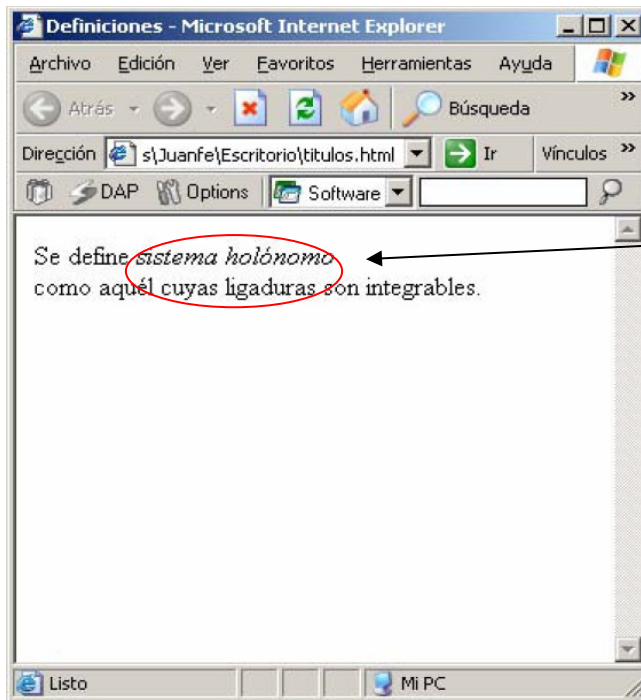 Definiciones - Microsoft Internet Explorer
Archivo Edición Ver Favoritos Herramientas Ayuda
Atrás Búsqueda »
Dirección s\Juanfe\Escritorio\titulos.html Ir Vínculos »
DAP Options Software
Se define sistema holónomo
como aquél cuyas ligaduras son integrables.
Listo Mi PC